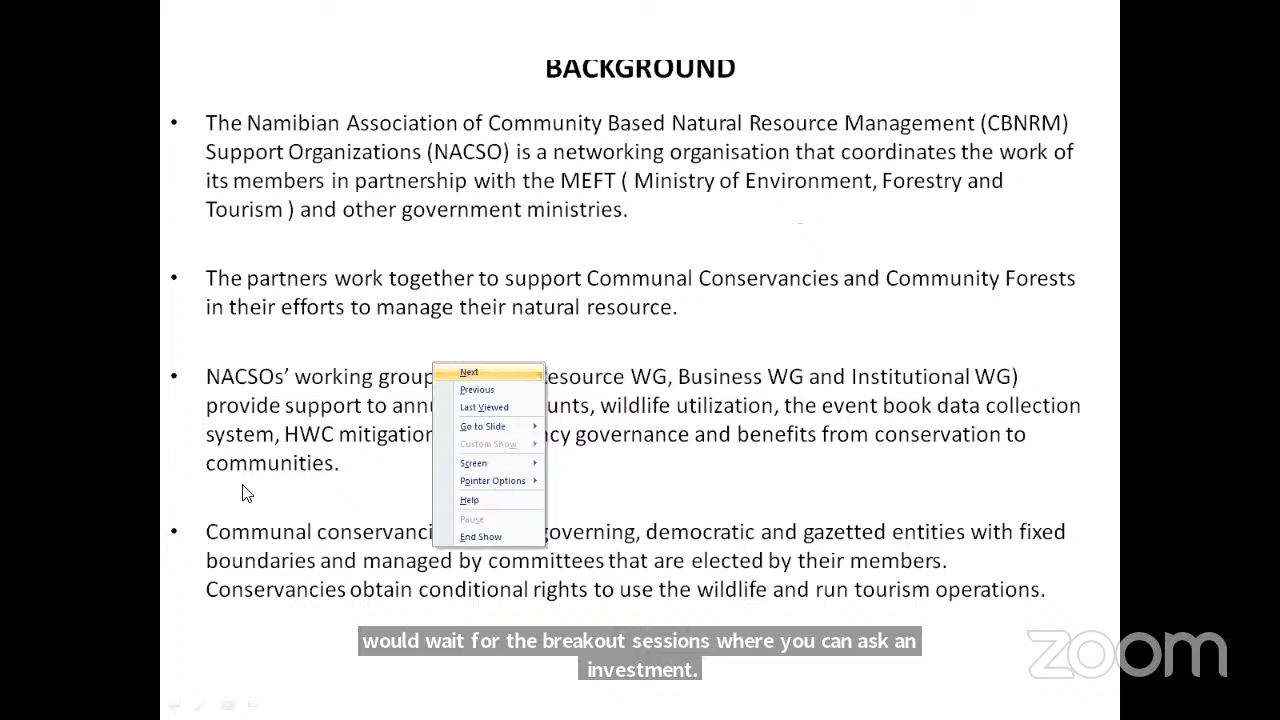 BACKGROUND
• The Namibian Association of Community Based Natural Resource Management (CBNRM)
Support Organizations (NACSO) is a networking organisation that coordinates the work of
its members in partnership with the MEFT ( Ministry of Environment, Forestry and
Tourism ) and other government ministries.
• The partners work together to support Communal Conservancies and Community Forests
in their efforts to manage their natural resource.
• NACSOs’ working group esource WG, Business WG and Institutional WG)
provide support to ann unts, wildlife utilization, the event book data collection
system, HWC mitigation cy governance and benefits from conservation to
communities.
• Communal conservanci governing, democratic and gazetted entities with fixed
boundaries and managed by committees that are elected by their members.
Conservancies obtain conditional rights to use the wildlife and run tourism operations.
Next
Previous
Last Viewed
Go to Slide
Custom Show
Screen
Pointer Options
Help
Pause
End Show
would wait for the breakout sessions where you can ask an
investment.
zoom